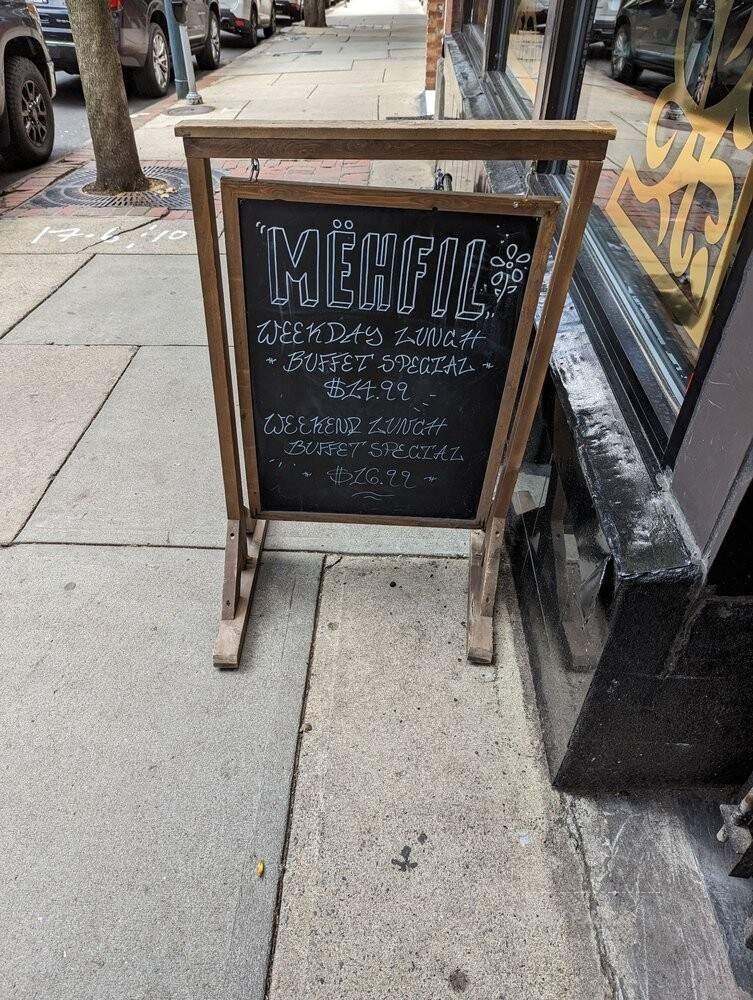 "MËHFIL"
WEEKDAY LUNCH
* BUFFET SPECIAL *
$14.99
WEEKEND LUNCH
BUFFET SPECIAL
* $16.99 *